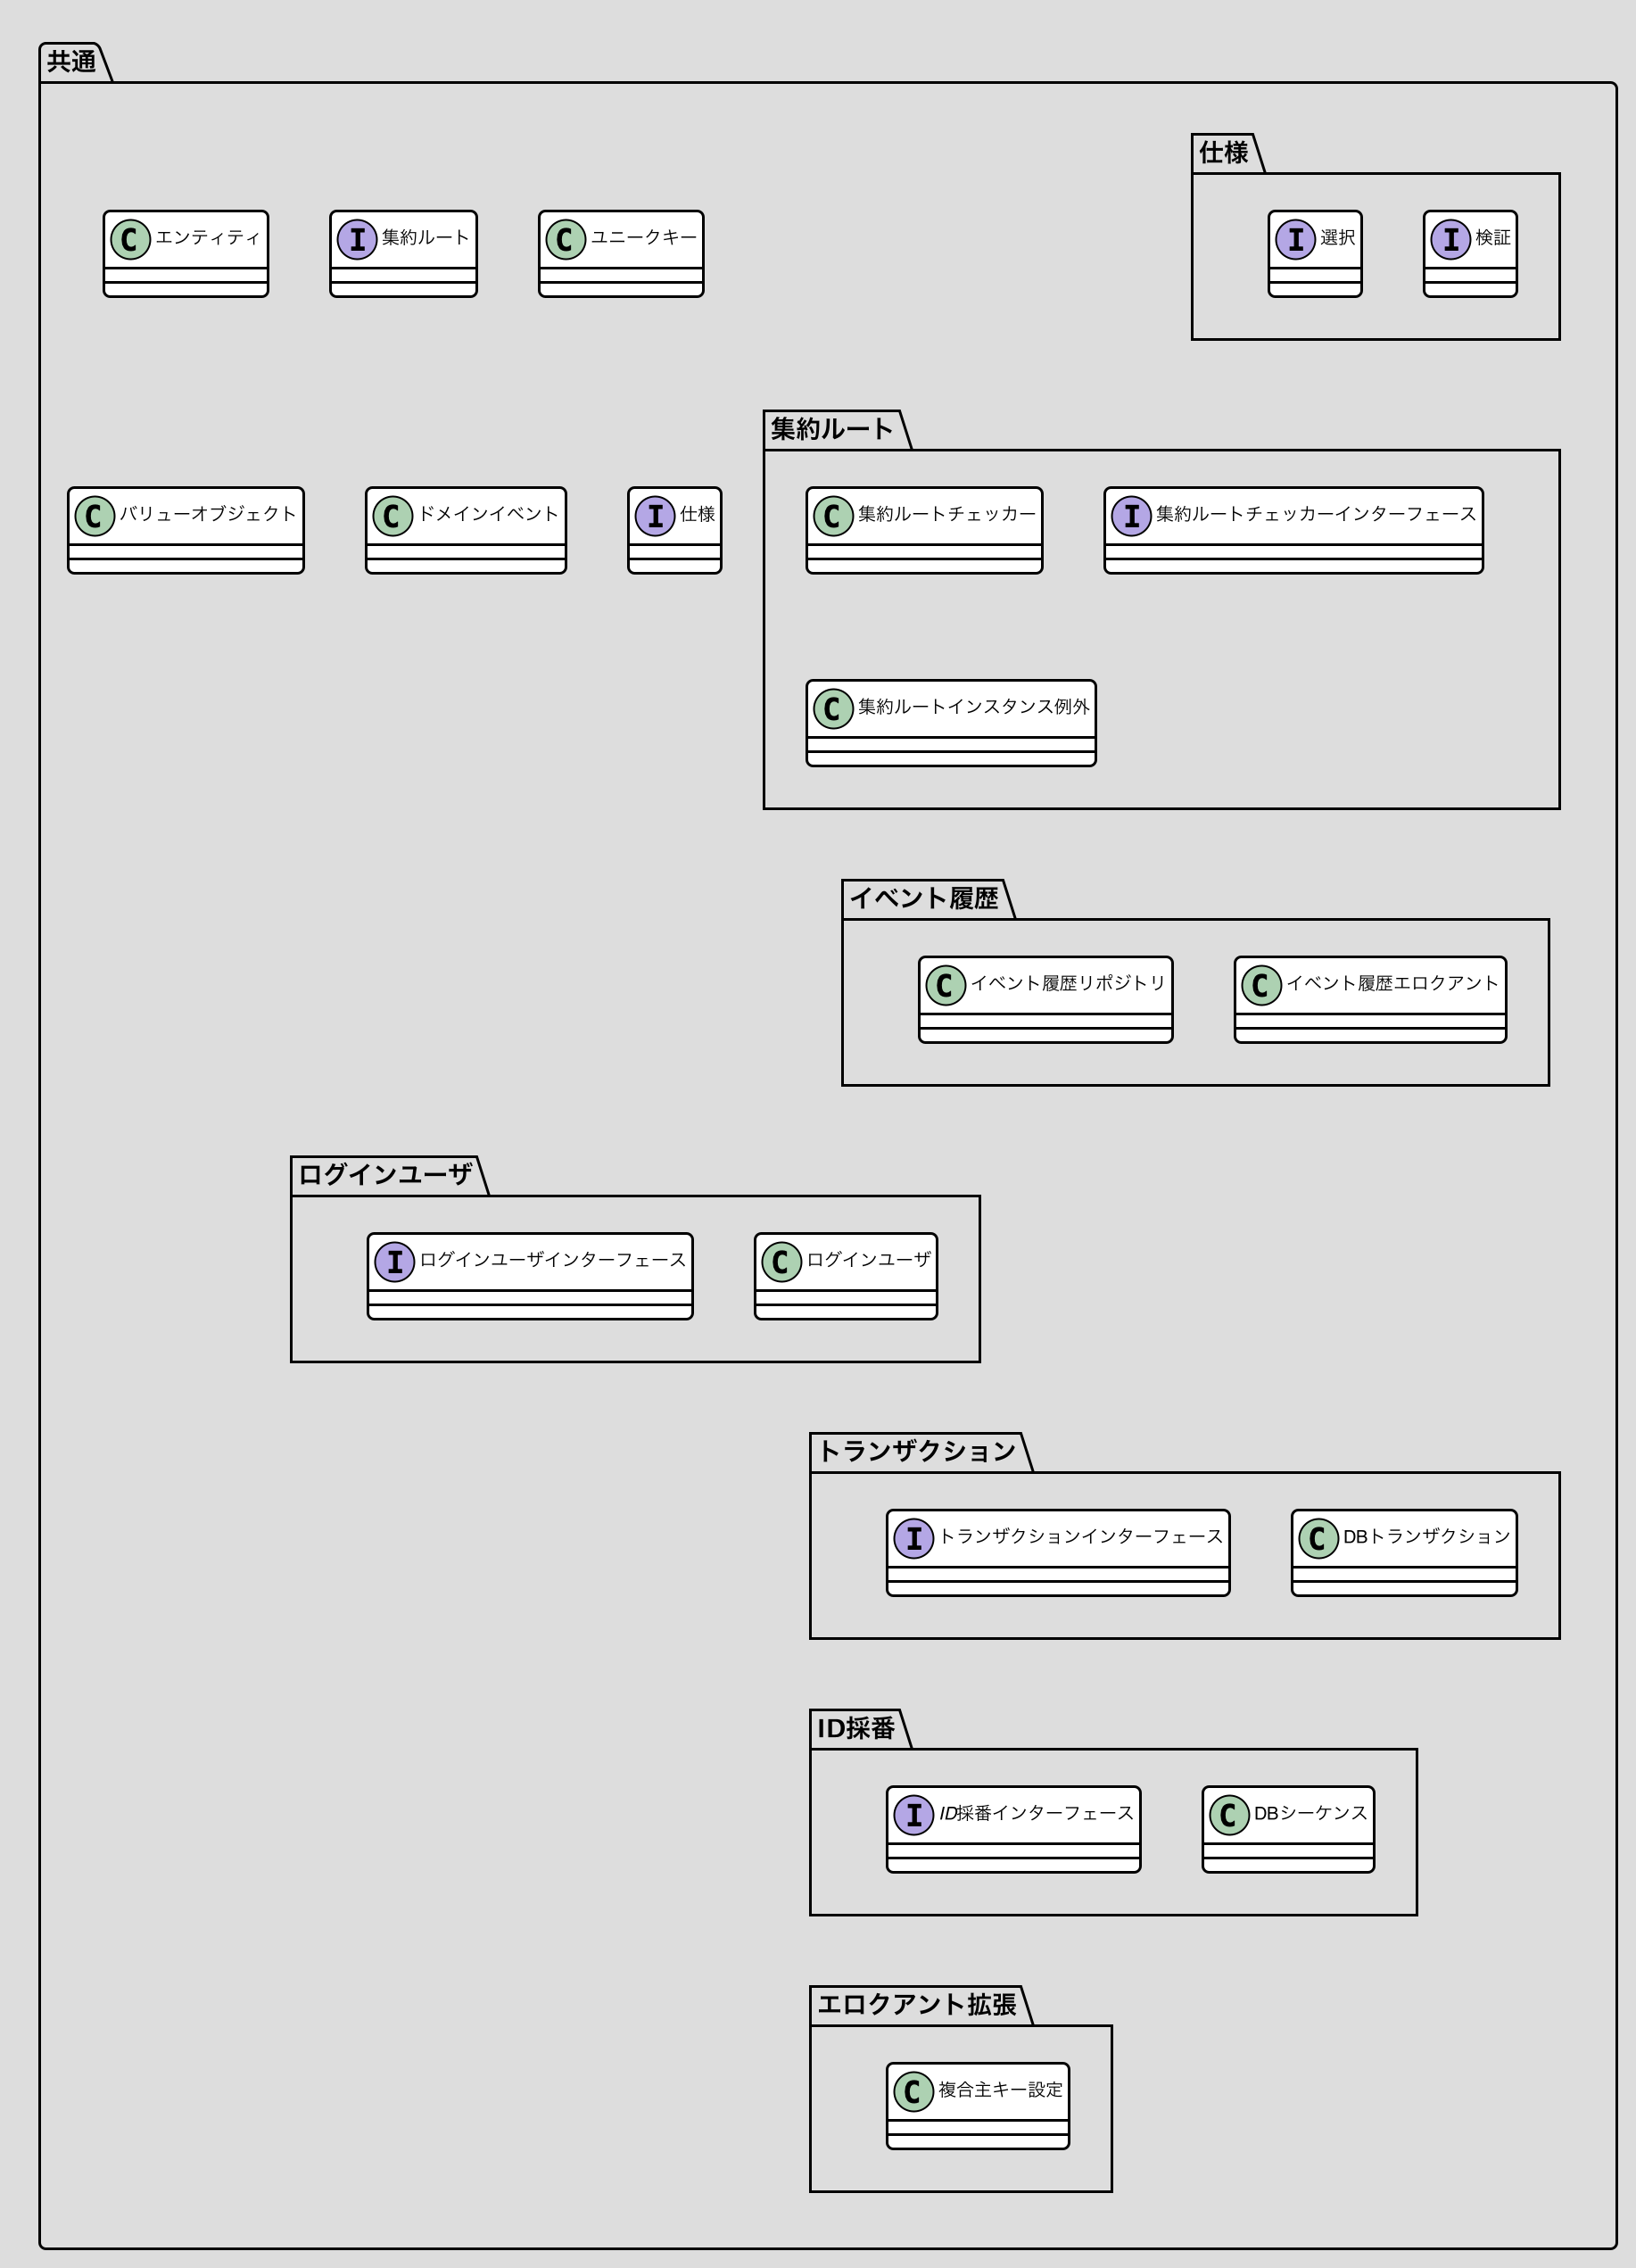 共通
仕様
C エンティティ
I 集約ルート
C ユニークキー
I 選択
I 検証
集約ルート
C バリューオブジェクト
C ドメインイベント
I 仕様
C 集約ルートチェッカー
I 集約ルートチェッカーインターフェース
C 集約ルートインスタンス例外
イベント履歴
C イベント履歴リポジトリ
C イベント履歴エロクアント
ログインユーザ
I ログインユーザインターフェース
C ログインユーザ
トランザクション
I トランザクションインターフェース
C DBトランザクション
ID採番
I ID採番インターフェース
C DBシーケンス
エロクアント拡張
C 複合主キー設定